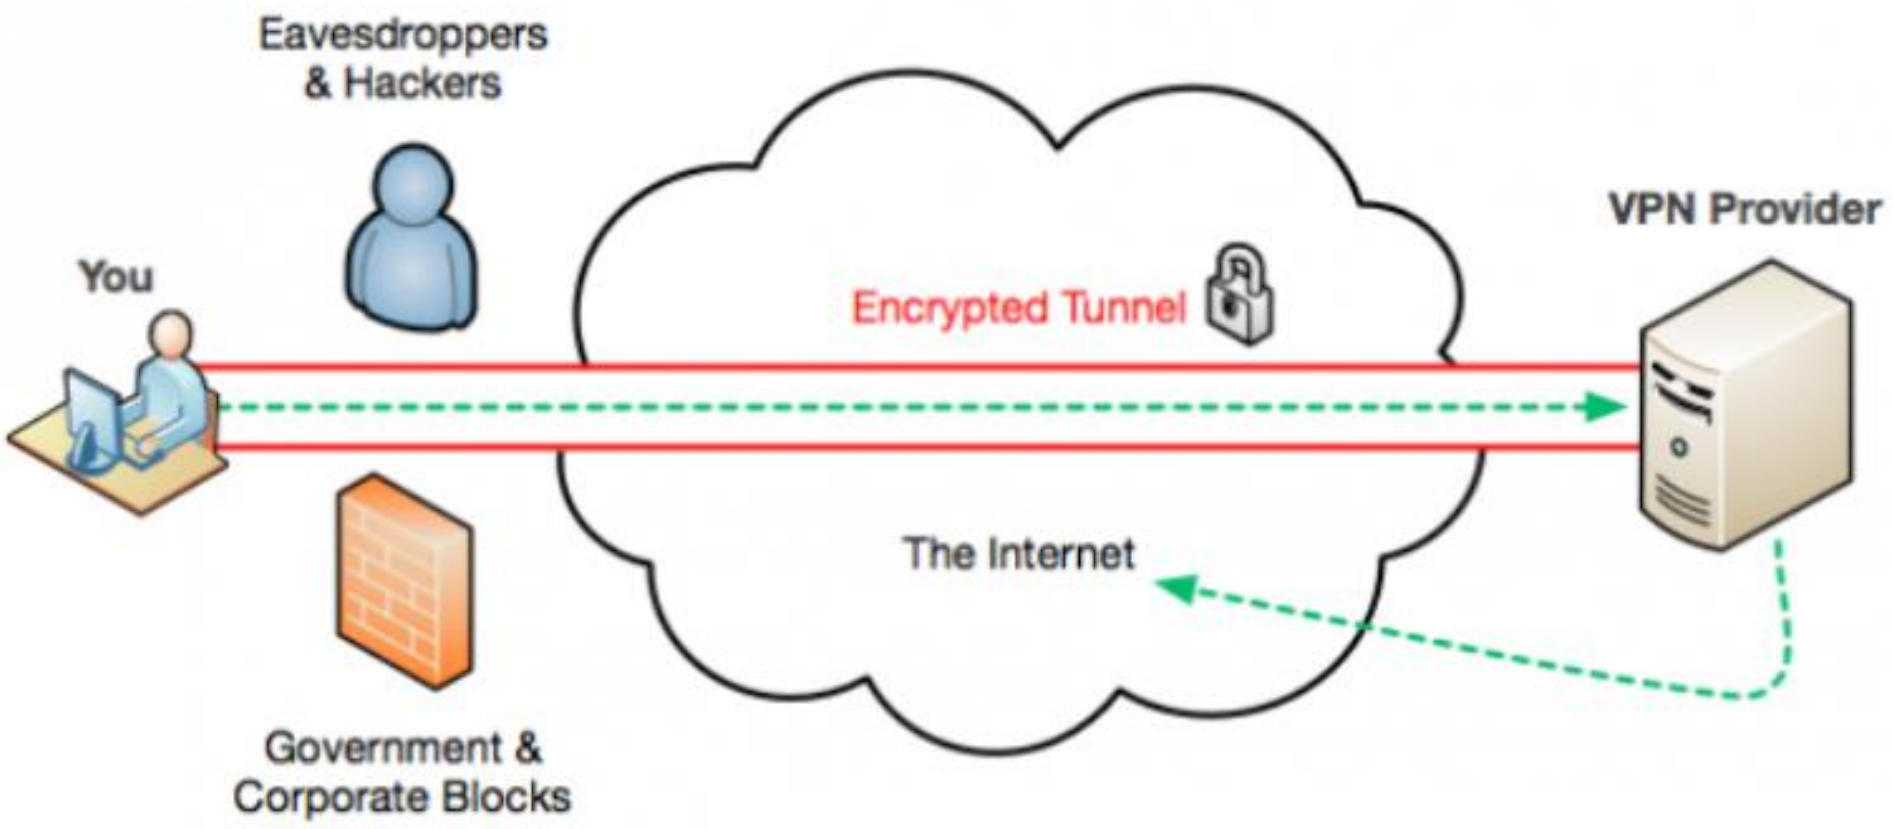 Eavesdroppers
& Hackers
You
VPN Provider
Encrypted Tunnel
The Internet
Government &
Corporate Blocks